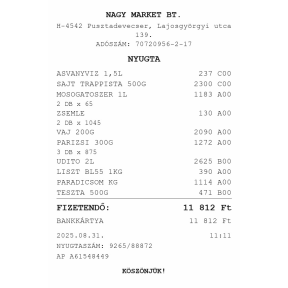 NAGY MARKET BT.
H-4542 Pusztadevecser, Lajosgyörgyi utca
139.
ADÓSZÁM: 70720956-2-17
NYUGTA
ASVANYVIZ 1,5L 237 C00
SAJT TRAPPISTA 500G 2300 C00
MOSOGATOSZER 1L 1183 A00
2 DB x 65
ZSEMLE 130 A00
2 DB x 1045
VAJ 200G 2090 A00
PARIZSI 300G 1272 A00
3 DB x 875
UDITO 2L 2625 B00
LISZT BL55 1KG 390 A00
PARADICSOM KG 1114 A00
TESZTA 500G 471 B00
FIZETENDŐ: 11 812 Ft
BANKKÁRTYA 11 812 Ft
2025.08.31. 11:11
NYUGTASZÁM: 9265/88872
AP A61548449
KÖSZÖNJÜK!